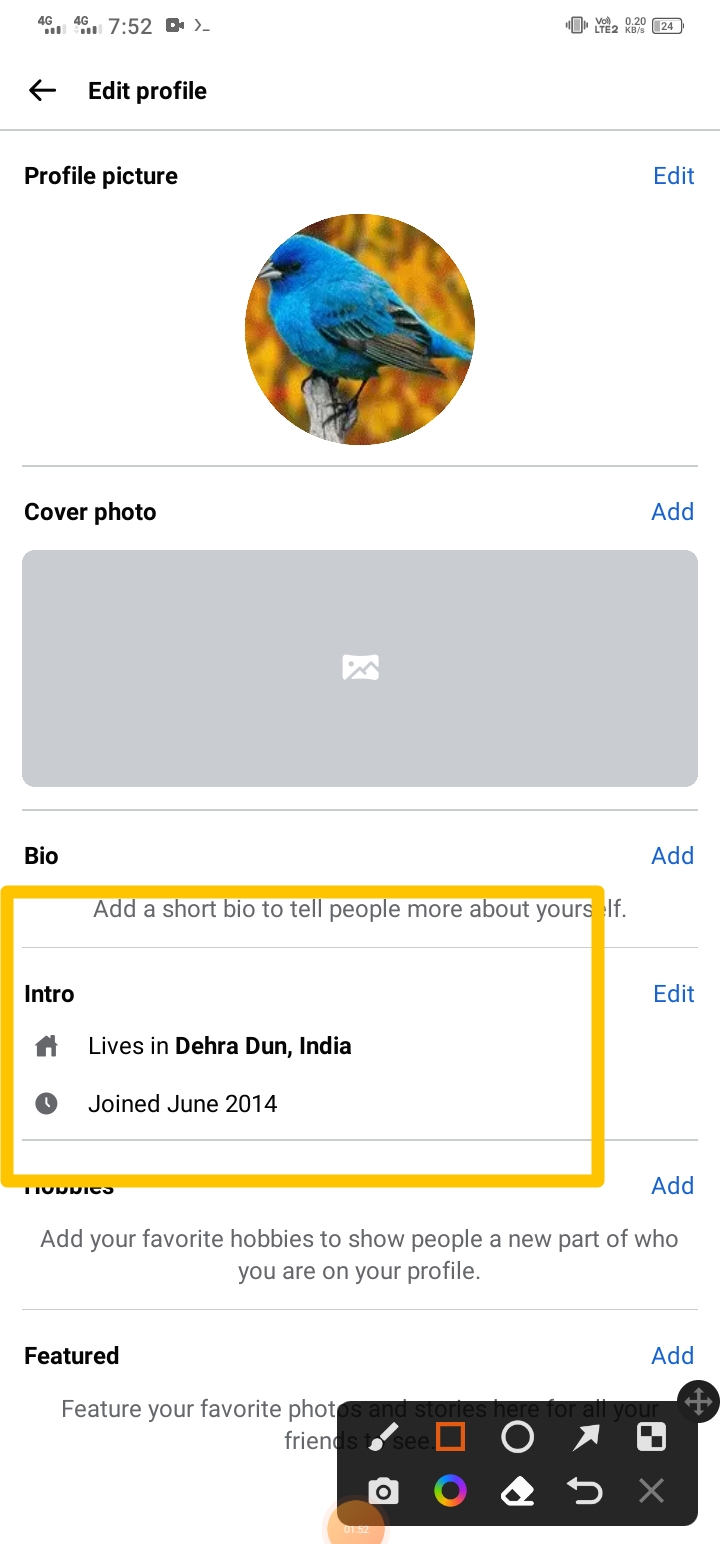 4G 4G 7:52 Vo) LTE2 0.20 KB/s 24
Edit profile
Profile picture Edit
Cover photo Add
Bio Add
Add a short bio to tell people more about yourself.
Intro Edit
Lives in Dehra Dun, India
Joined June 2014
Hobbies Add
Add your favorite hobbies to show people a new part of who
you are on your profile.
Featured Add
Feature your favorite photos and stories here for all your
friends to see.
01:52